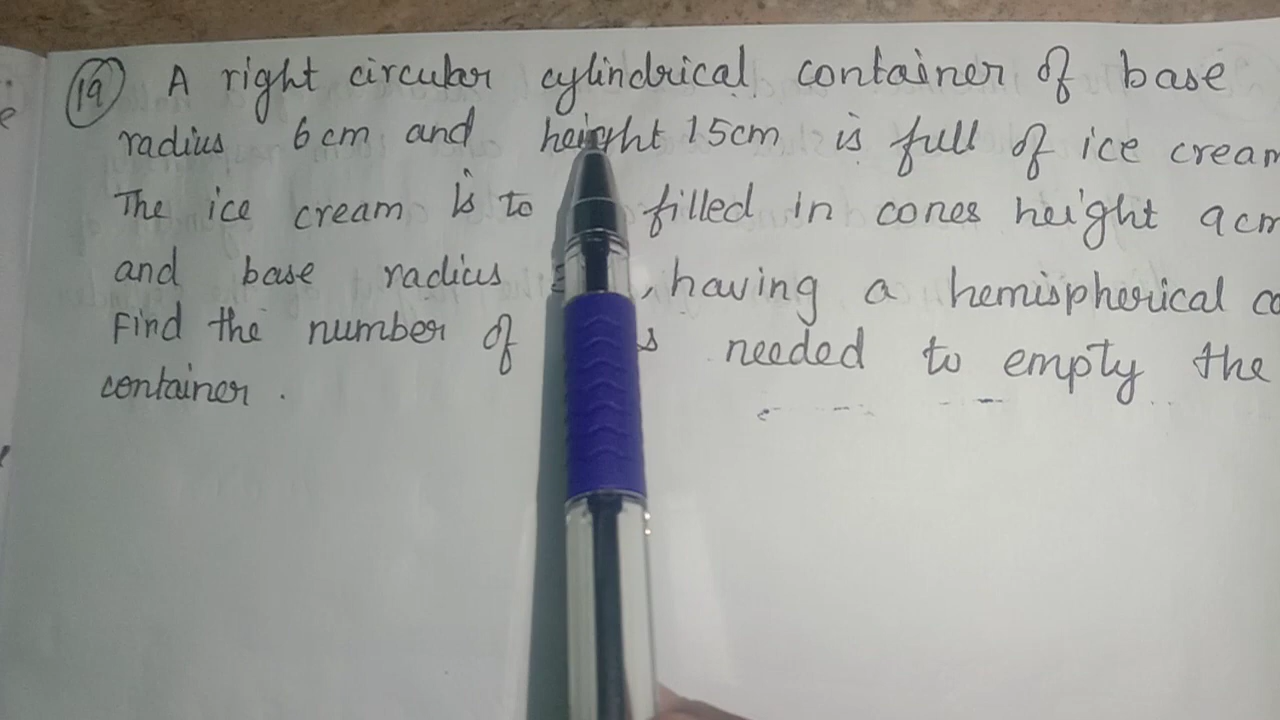 19 A right circular cylindrical container of base
radius 6cm and height 15cm is full of ice cream
The ice cream is to filled in cones height 9cm
and base radius , having a hemispherical
Find the number of needed to empty the
container .